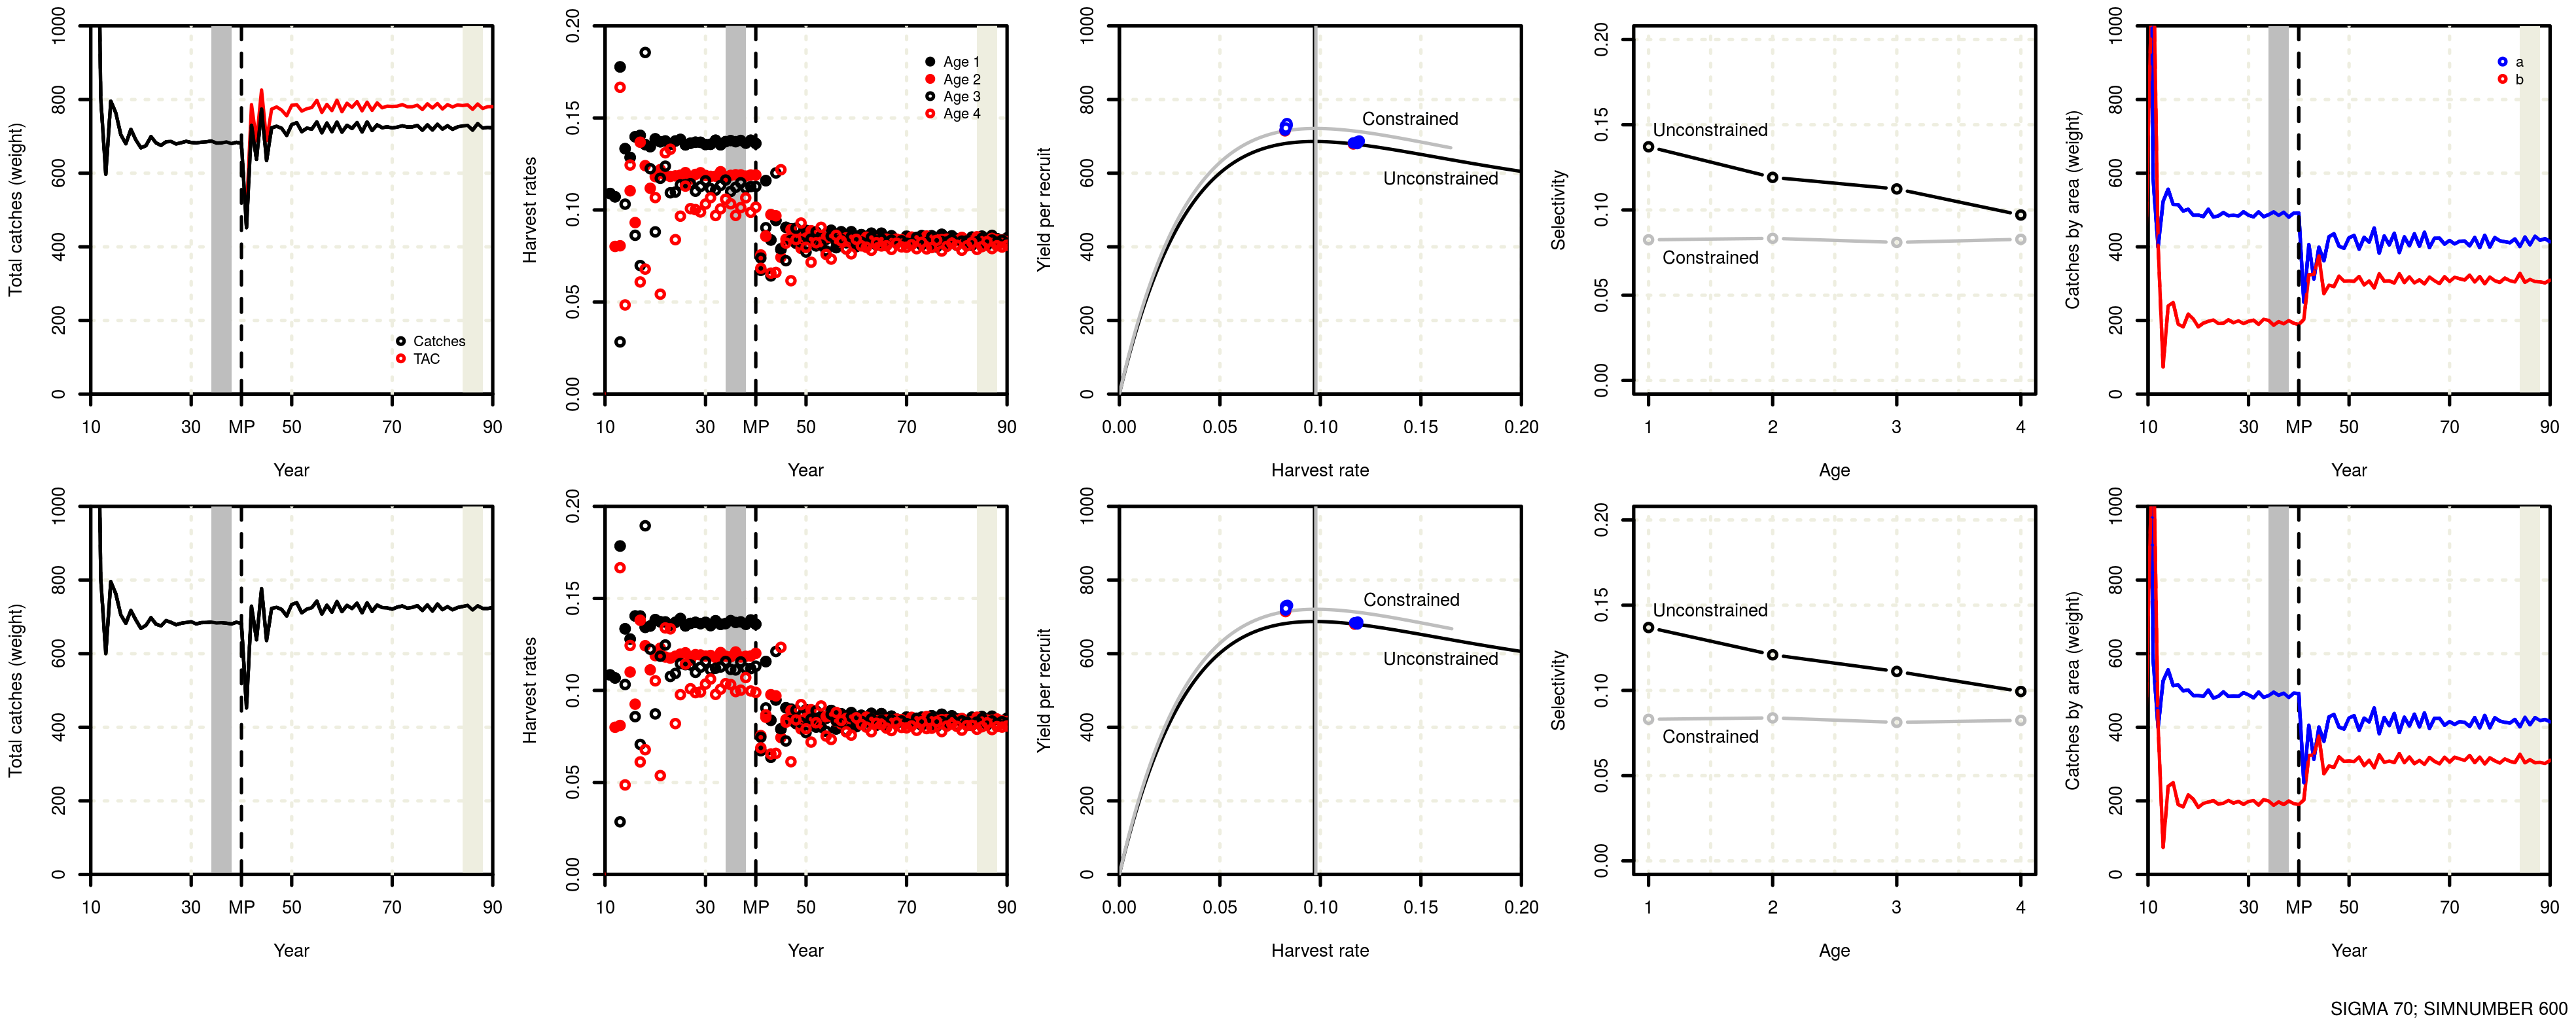 Total catches (weight)
0
200
400
600
800
1000
Catches
TAC
10
30
MP
50
70
90
Year
Harvest rates
0.00
0.05
0.10
0.15
0.20
Age 1
Age 2
Age 3
Age 4
10
30
MP
50
70
90
Year
Yield per recruit
0
200
400
600
800
1000
Constrained
Unconstrained
0.00
0.05
0.10
0.15
0.20
Harvest rate
Selectivity
0.00
0.05
0.10
0.15
0.20
Unconstrained
Constrained
1
2
3
4
Age
Catches by area (weight)
0
200
400
600
800
1000
a
b
10
30
MP
50
70
90
Year
Total catches (weight)
0
200
400
600
800
1000
10
30
MP
50
70
90
Year
Harvest rates
0.00
0.05
0.10
0.15
0.20
10
30
MP
50
70
90
Year
Yield per recruit
0
200
400
600
800
1000
Constrained
Unconstrained
0.00
0.05
0.10
0.15
0.20
Harvest rate
Selectivity
0.00
0.05
0.10
0.15
0.20
Unconstrained
Constrained
1
2
3
4
Age
Catches by area (weight)
0
200
400
600
800
1000
10
30
MP
50
70
90
Year
SIGMA 70; SIMNUMBER 600